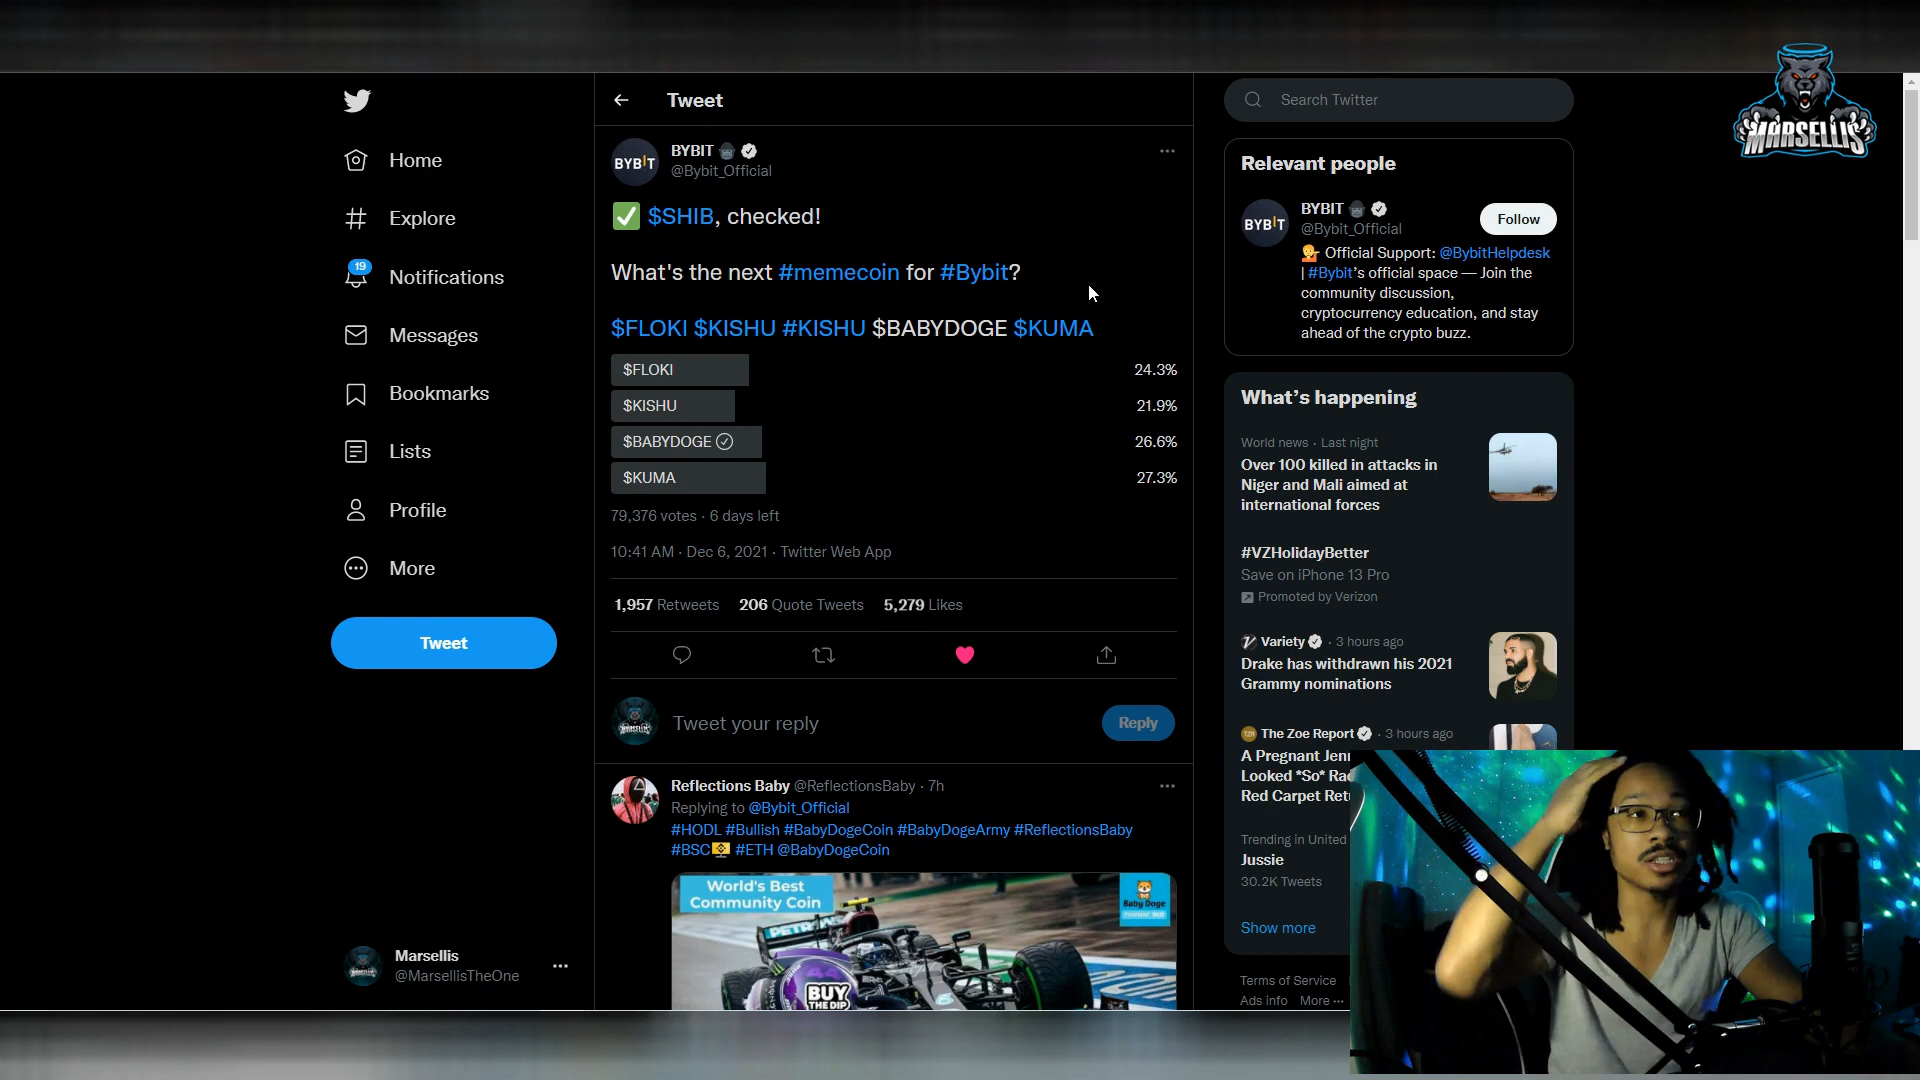 MARSELLIS
Home
Explore
19
Notifications
Messages
Bookmarks
Lists
Profile
More
Tweet
Marsellis
@MarsellisTheOne
Tweet
BYBIT
BYBIT
@Bybit_Official
$SHIB, checked!
What's the next #memecoin for #Bybit?
$FLOKI $KISHU #KISHU $BABYDOGE $KUMA
$FLOKI 24.3%
$KISHU 21.9%
$BABYDOGE 26.6%
$KUMA 27.3%
79,376 votes · 6 days left
10:41 AM · Dec 6, 2021 · Twitter Web App
1,957 Retweets 206 Quote Tweets 5,279 Likes
Tweet your reply
Reply
Reflections Baby @ReflectionsBaby · 7h
Replying to @Bybit_Official
#HODL #Bullish #BabyDogeCoin #BabyDogeArmy #ReflectionsBaby
#BSC #ETH @BabyDogeCoin
World's Best
Community Coin
Baby Doge
PETRONAS
44
BUY
THE DIP
Search Twitter
Relevant people
BYBIT
BYBIT
@Bybit_Official
Follow
Official Support: @BybitHelpdesk
| #Bybit's official space — Join the
community discussion,
cryptocurrency education, and stay
ahead of the crypto buzz.
What's happening
World news · Last night
Over 100 killed in attacks in
Niger and Mali aimed at
international forces
#VZHolidayBetter
Save on iPhone 13 Pro
Promoted by Verizon
Variety · 3 hours ago
Drake has withdrawn his 2021
Grammy nominations
The Zoe Report · 3 hours ago
A Pregnant Jenn
Looked *So* Ra
Red Carpet Ret
Trending in United
Jussie
30.2K Tweets
Show more
Terms of Service
Ads info More ···